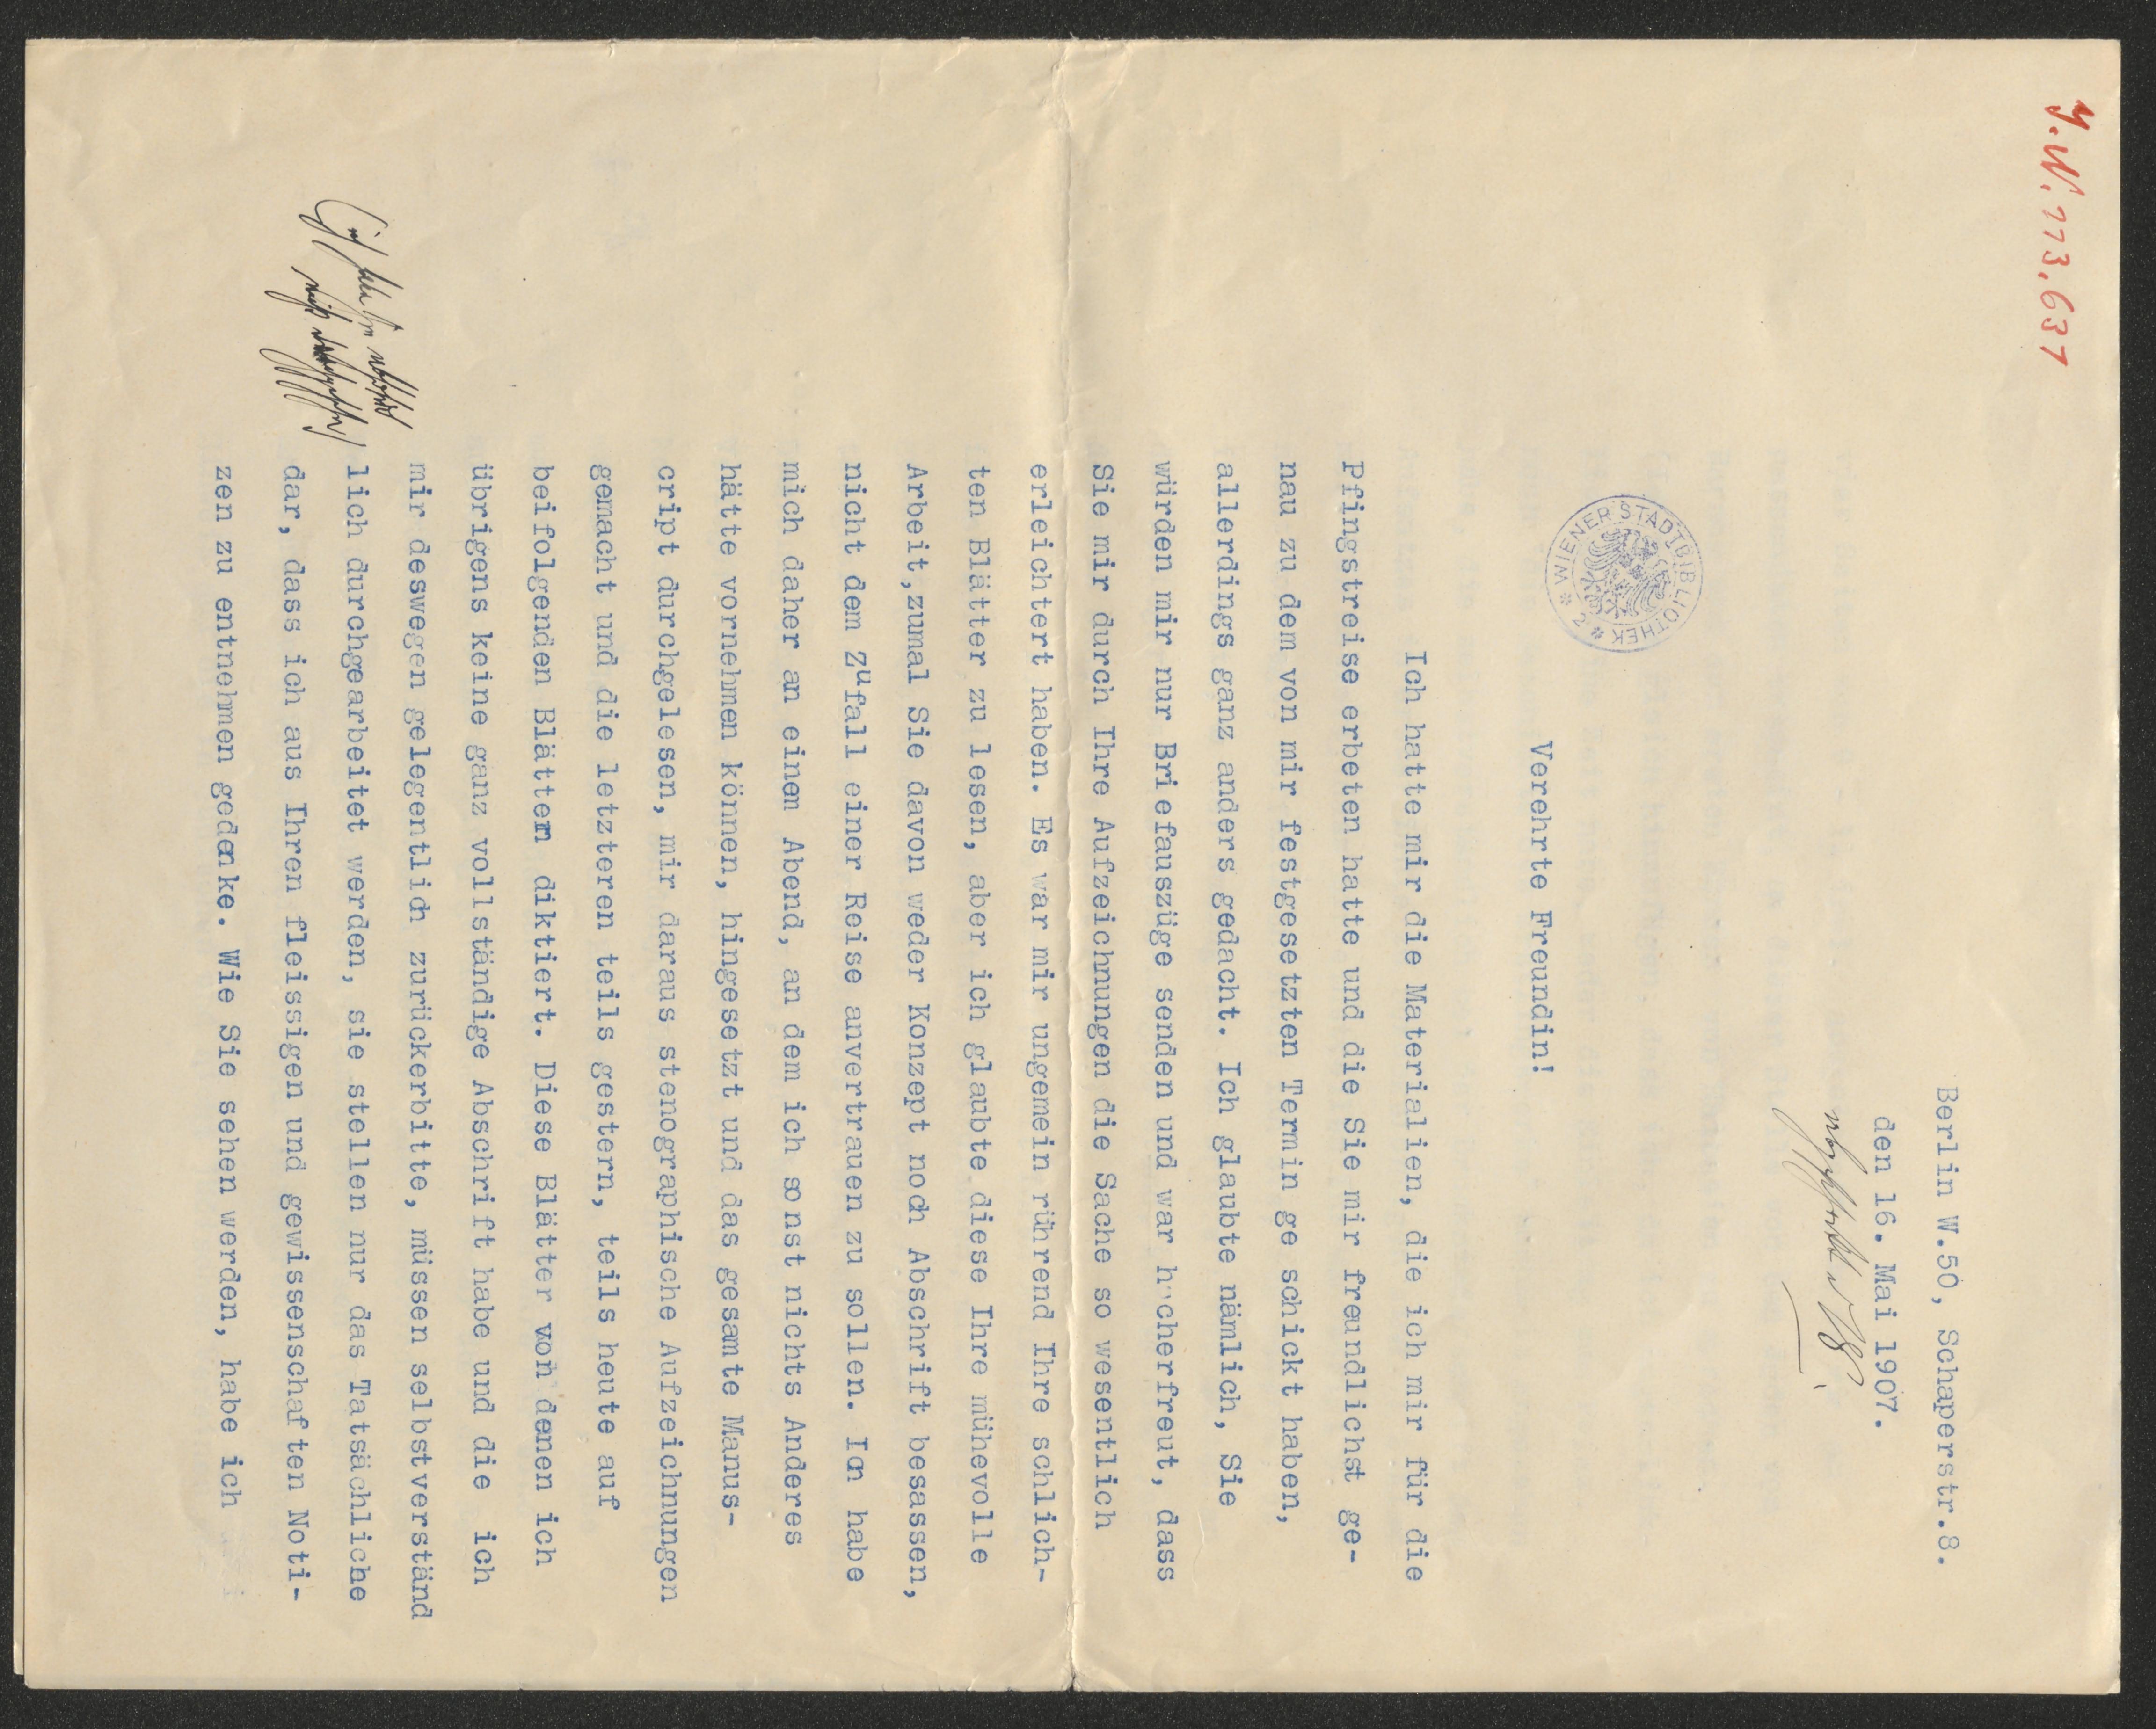 J.N. 173.637
Berlin W.50, Schaperstr.8.
den 16. Mai 1907.
WIENER STADTBIBLIOTHEK * 2 *
Verehrte Freundin!
Ich hatte mir die Materialien, die ich mir für die
Pfingstreise erbeten hatte und die Sie mir freundlichst ge-
nau zu dem von mir festgesetzten Termin ge schickt haben,
allerdings ganz anders gedacht. Ich glaubte nämlich, Sie
würden mir nur Briefauszüge senden und war hocherfreut, dass
Sie mir durch Ihre Aufzeichnungen die Sache so wesentlich
erleichtert haben. Es war mir ungemein rührend Ihre schlich-
ten Blätter zu lesen, aber ich glaubte diese Ihre mühevolle
Arbeit,zumal Sie davon weder Konzept noch Abschrift besassen,
nicht dem Zufall einer Reise anvertrauen zu sollen. Ich habe
mich daher an einem Abend, an dem ich sonst nichts Anderes
hätte vornehmen können, hingesetzt und das gesamte Manus-
cript durchgelesen, mir daraus stenographische Aufzeichnungen
gemacht und die letzteren teils gestern, teils heute auf
beifolgenden Blättern diktiert. Diese Blätter von denen ich
übrigens keine ganz vollständige Abschrift habe und die ich
mir deswegen gelegentlich zurückerbitte, müssen selbstverständ
lich durchgearbeitet werden, sie stellen nur das Tatsächliche
dar, dass ich aus Ihren fleissigen und gewissenschaften Noti-
zen zu entnehmen gedenke. Wie Sie sehen werden, habe ich